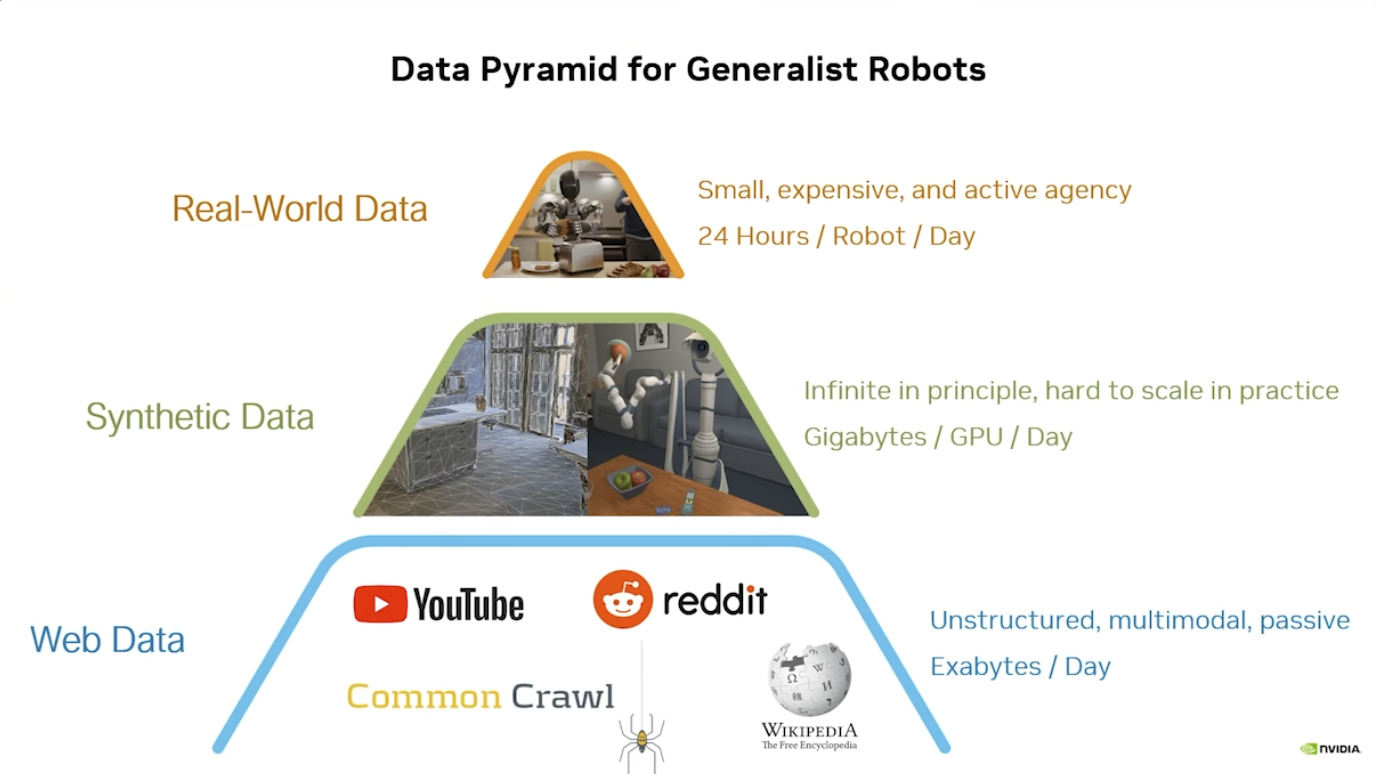 Data Pyramid for Generalist Robots
Real-World Data
Small, expensive, and active agency
24 Hours / Robot / Day
Synthetic Data
Infinite in principle, hard to scale in practice
Gigabytes / GPU / Day
Web Data
YouTube
reddit
Common Crawl
WIKIPEDIA
The Free Encyclopedia
Unstructured, multimodal, passive
Exabytes / Day
NVIDIA